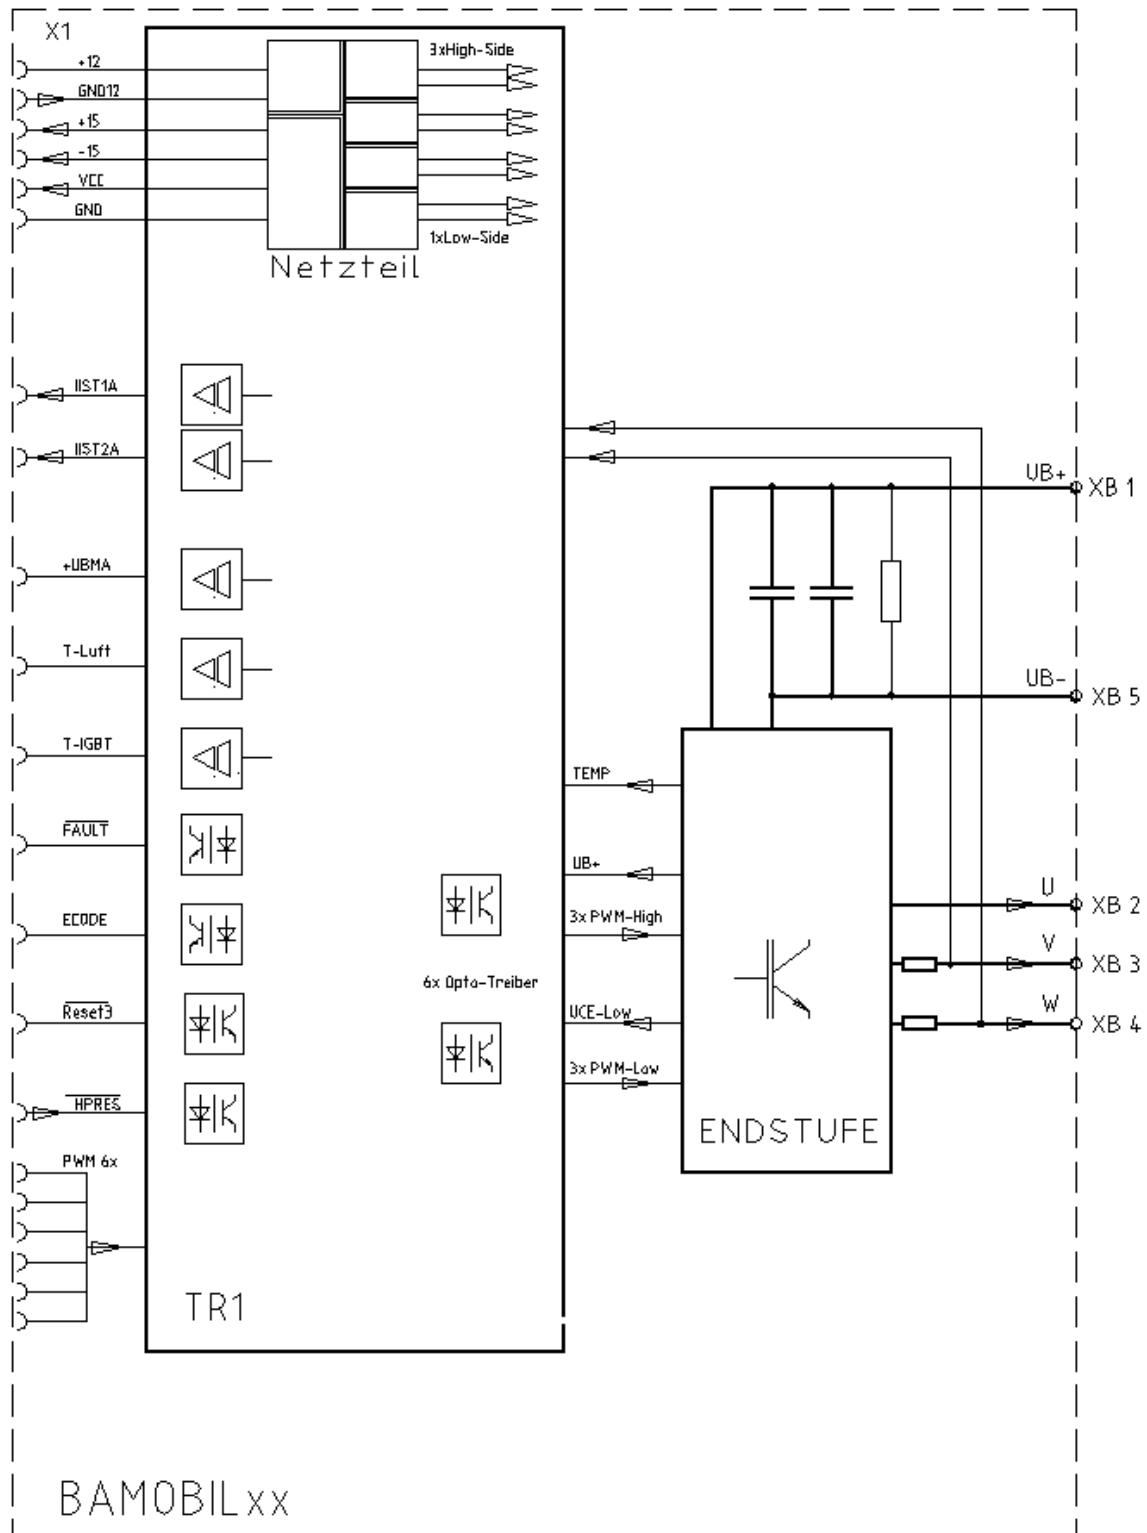 X1
+12
GND12
+15
-15
VCC
GND
3xHigh-Side
1xLow-Side
Netzteil
IIST1A
IIST2A
+UBMA
T-Luft
T-IGBT
FAULT
ECODE
Reset3
HPRES
PWM 6x
TR1
6x Opto-Treiber
TEMP
UB+
3x PWM-High
UCE-Low
3x PWM-Low
ENDSTUFE
UB+
XB 1
UB-
XB 5
U
XB 2
V
XB 3
W
XB 4
BAMOBILxx